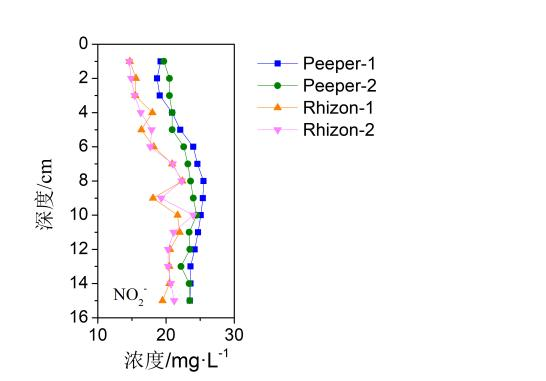 0
2
4
6
8
10
12
14
16
深度/cm
NO₂⁻
10 20 30
浓度/mg·L⁻¹
Peeper-1
Peeper-2
Rhizon-1
Rhizon-2